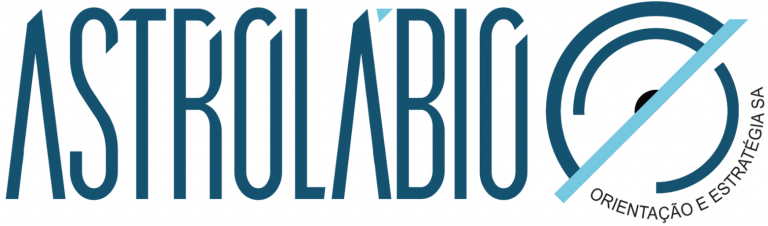 ASTROLÁBIO
ORIENTAÇÃO E ESTRATÉGIA SA